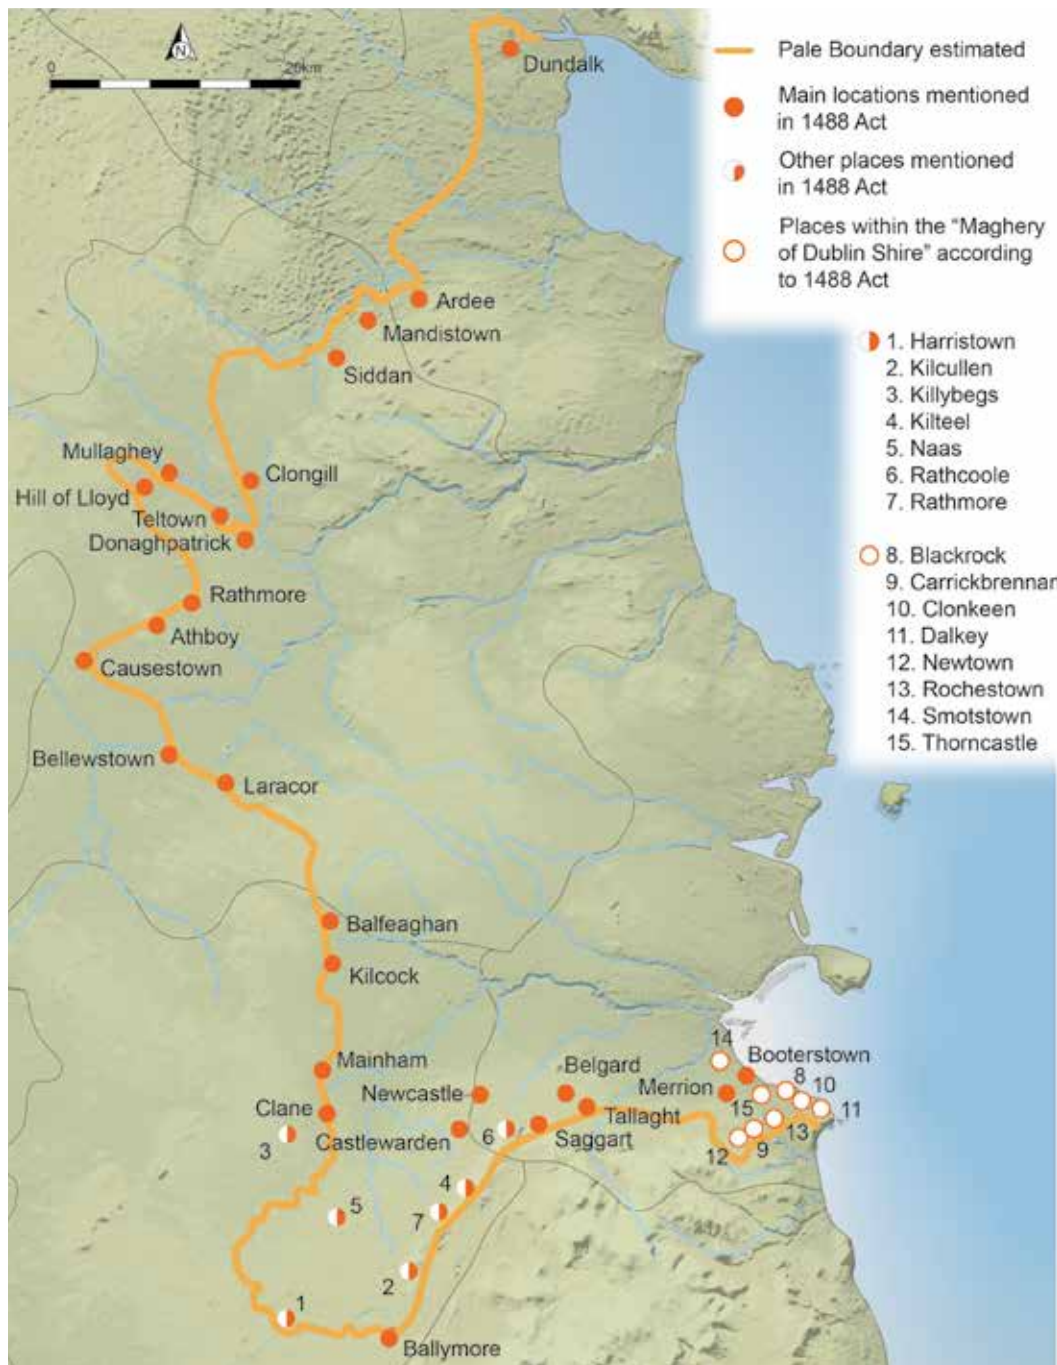 N
0
20km
Pale Boundary estimated
Main locations mentioned
in 1488 Act
Other places mentioned
in 1488 Act
Places within the “Maghery
of Dublin Shire” according
to 1488 Act
1. Harristown
2. Kilcullen
3. Killybegs
4. Kilteel
5. Naas
6. Rathcoole
7. Rathmore
8. Blackrock
9. Carrickbrennan
10. Clonkeen
11. Dalkey
12. Newtown
13. Rochestown
14. Smotstown
15. Thorncastle
Dundalk
Ardee
Mandistown
Siddan
Mullaghey
Clongill
Hill of Lloyd
Teltown
Donaghpatrick
Rathmore
Athboy
Causestown
Bellewstown
Laracor
Balfeaghan
Kilcock
Mainham
Clane
3
Newcastle
Castlewarden
Belgard
Tallaght
Saggart
6
Merrion
Booterstown
14
8
10
15
11
13
9
12
4
5
7
2
1
Ballymore